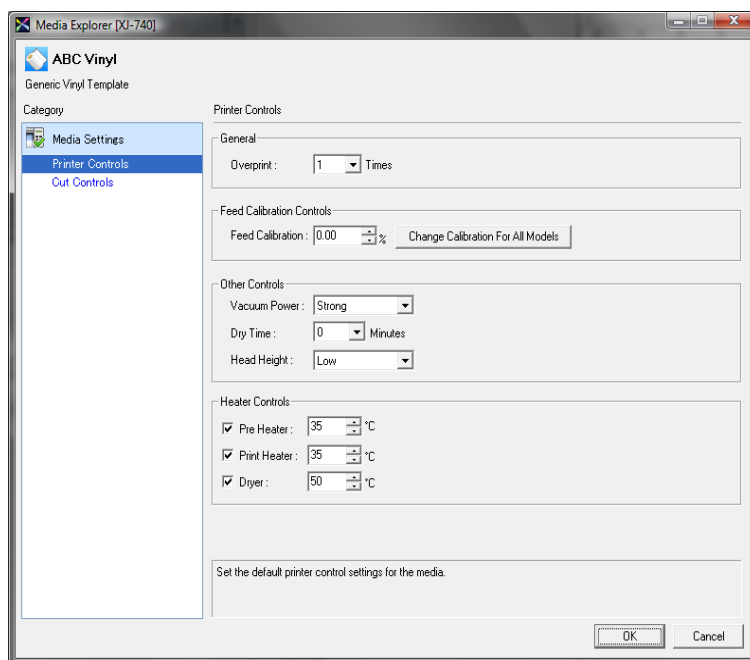 Media Explorer [XJ-740]
ABC Vinyl
Generic Vinyl Template
Category
Media Settings
Printer Controls
Cut Controls
Printer Controls
General
Overprint : 1 Times
Feed Calibration Controls
Feed Calibration : 0.00 % Change Calibration For All Models
Other Controls
Vacuum Power : Strong
Dry Time : 0 Minutes
Head Height : Low
Heater Controls
Pre Heater : 35 °C
Print Heater : 35 °C
Dryer : 50 °C
Set the default printer control settings for the media.
OK Cancel